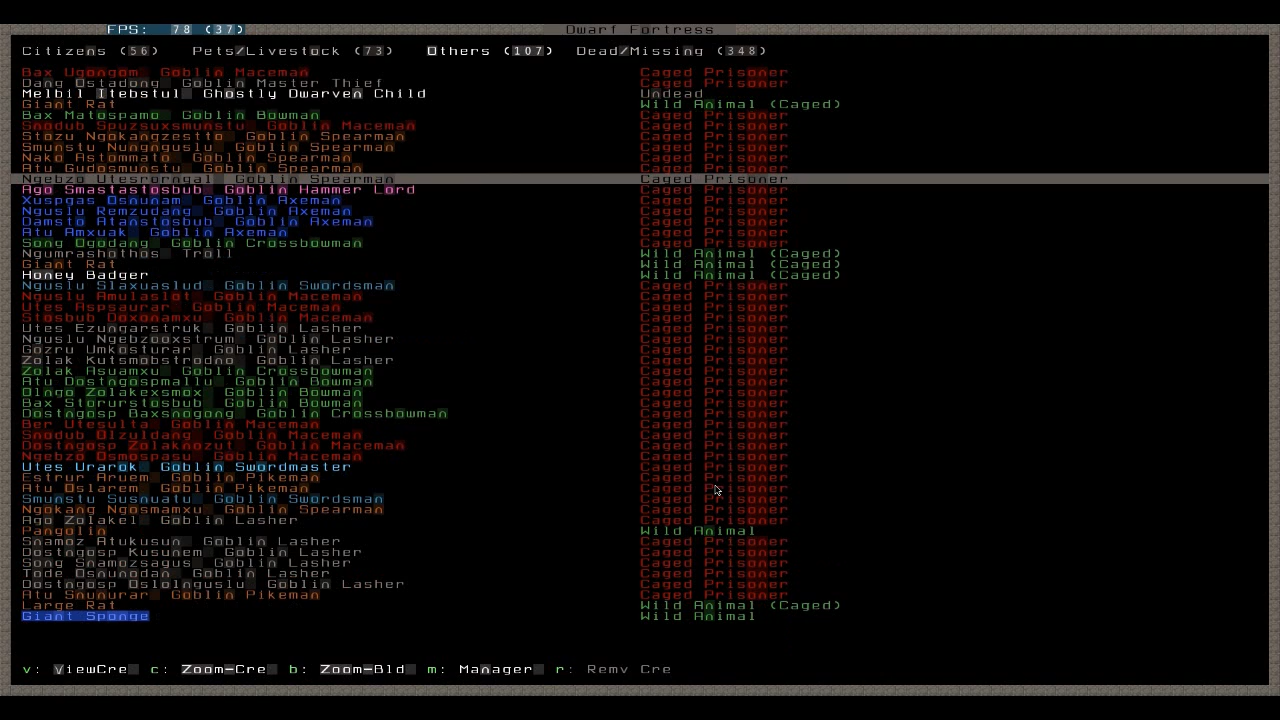 FPS: 78 (37) Dwarf Fortress
Citizens (56) Pets/Livestock (73) Others (107) Dead/Missing (348)
Bax Ugongom Goblin Maceman Caged Prisoner
Dang Ostadong Goblin Master Thief Caged Prisoner
Melbil Itebstul Ghostly Dwarven Child Undead
Giant Rat Wild Animal (Caged)
Bax Matospamo Goblin Bowman Caged Prisoner
Snodub Spuzsuxsmunstu Goblin Maceman Caged Prisoner
Stozu Ngokangzestto Goblin Spearman Caged Prisoner
Smunstu Nungnguslu Goblin Spearman Caged Prisoner
Nako Astommato Goblin Spearman Caged Prisoner
Atu Gudosmunstu Goblin Spearman Caged Prisoner
Ngebzo Utesrorngal Goblin Spearman Caged Prisoner
Ago Smastastosbub Goblin Hammer Lord Caged Prisoner
Xuspgas Osnunam Goblin Axeman Caged Prisoner
Nguslu Remzudang Goblin Axeman Caged Prisoner
Damsto Atanstosbub Goblin Axeman Caged Prisoner
Atu Amxuak Goblin Axeman Caged Prisoner
Song Ogodang Goblin Crossbowman Caged Prisoner
Ngumrashothos Troll Wild Animal (Caged)
Giant Rat Wild Animal (Caged)
Honey Badger Wild Animal (Caged)
Nguslu Slaxuaslud Goblin Swordsman Caged Prisoner
Nguslu Amulaslot Goblin Maceman Caged Prisoner
Utes Aspsaurar Goblin Maceman Caged Prisoner
Stosbub Doxonamxu Goblin Maceman Caged Prisoner
Utes Ezungarstruk Goblin Lasher Caged Prisoner
Nguslu Ngebzooxstrum Goblin Lasher Caged Prisoner
Gozru Umkosturar Goblin Lasher Caged Prisoner
Zolak Kutsmobstrodno Goblin Lasher Caged Prisoner
Zolak Asuamxu Goblin Crossbowman Caged Prisoner
Atu Dostngospmallu Goblin Bowman Caged Prisoner
Olngo Zolakexsmox Goblin Bowman Caged Prisoner
Bax Storurstosbub Goblin Bowman Caged Prisoner
Dostngosp Baxsnogong Goblin Crossbowman Caged Prisoner
Ber Utesulta Goblin Maceman Caged Prisoner
Snodub Olzuldang Goblin Maceman Caged Prisoner
Dostngosp Zolaknozut Goblin Maceman Caged Prisoner
Ngebzo Osmospasu Goblin Maceman Caged Prisoner
Utes Urarok Goblin Swordmaster Caged Prisoner
Estrur Aruem Goblin Pikeman Caged Prisoner
Atu Oslarem Goblin Pikeman Caged Prisoner
Smunstu Susnuatu Goblin Swordsman Caged Prisoner
Ngokang Ngosmamxu Goblin Spearman Caged Prisoner
Ago Zolakel Goblin Lasher Caged Prisoner
Pangolin Wild Animal
Snamoz Atukusun Goblin Lasher Caged Prisoner
Dostngosp Kusunem Goblin Lasher Caged Prisoner
Song Snamozsagus Goblin Lasher Caged Prisoner
Tode Osnunodan Goblin Lasher Caged Prisoner
Dostngosp Oslolnguslu Goblin Lasher Caged Prisoner
Atu Snunurar Goblin Pikeman Caged Prisoner
Large Rat Wild Animal (Caged)
Giant Sponge Wild Animal
v: ViewCre c: Zoom-Cre b: Zoom-Bld m: Manager r: Remv Cre